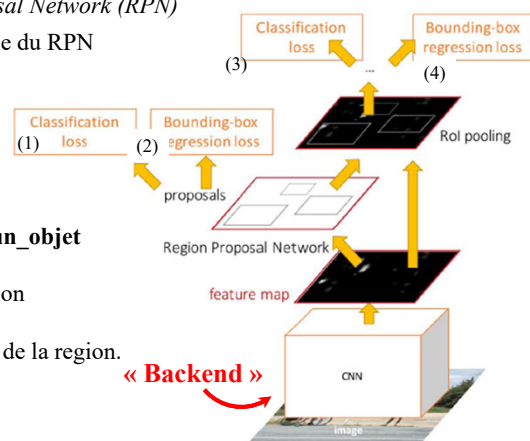 sal Network (RPN)
e du RPN
Classification
loss
(3)
Bounding-box
regression loss
(4)
...
Classification
loss
(1)
Bounding-box
egression loss
(2)
RoI pooling
proposals
un_objet
Region Proposal Network
on
feature map
de la region.
« Backend »
CNN
image